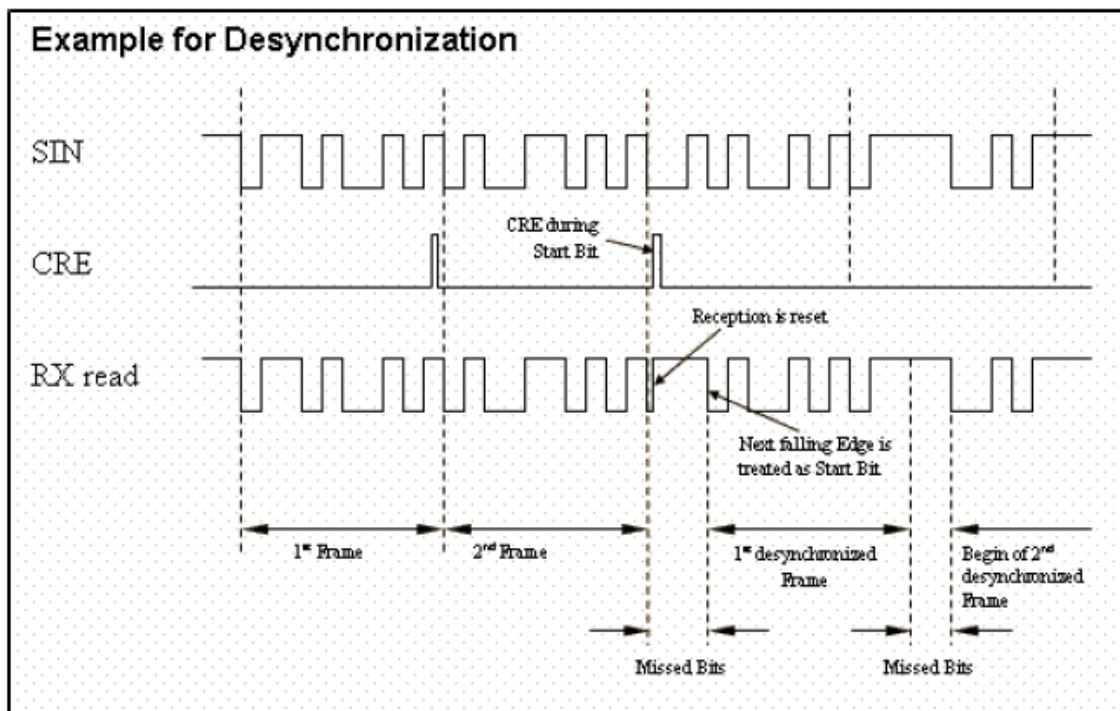 Example for Desynchronization
SIN
CRE during
Start Bit
CRE
Reception is reset
RX read
Next falling Edge is
treated as Start Bit
1st Frame
2nd Frame
1st desynchronized
Frame
Begin of 2nd
desynchronized
Frame
Missed Bits
Missed Bits